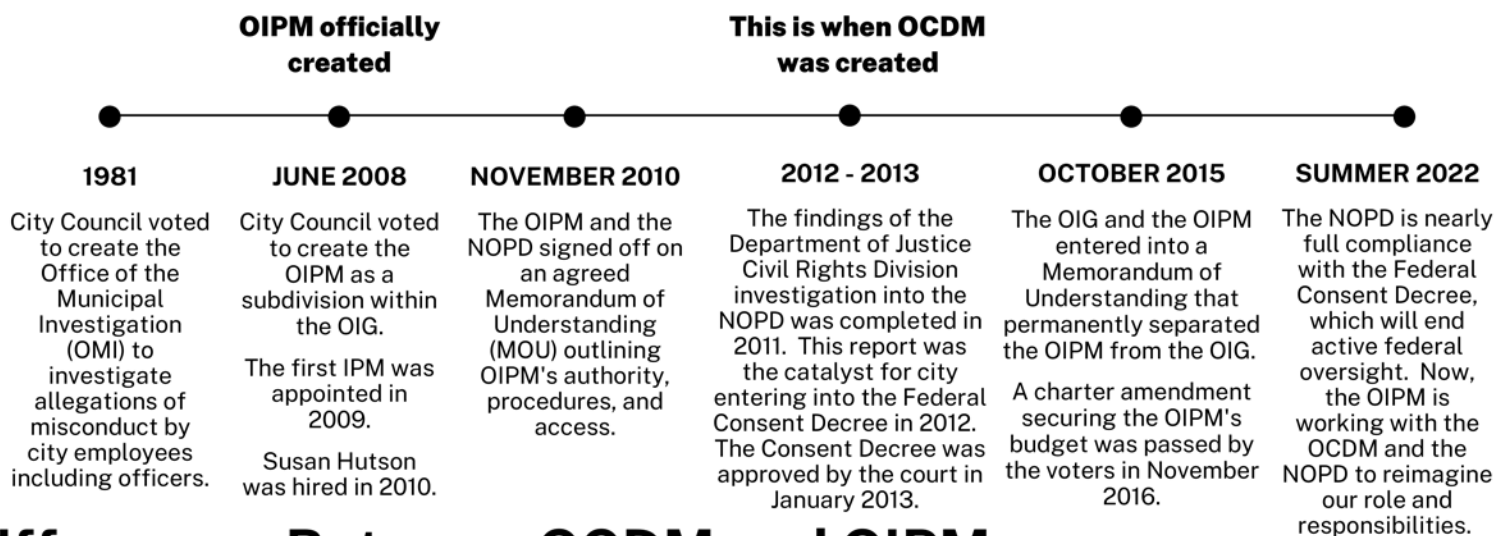 OIPM officially
created
This is when OCDM
was created
1981
City Council voted
to create the
Office of the
Municipal
Investigation
(OMI) to
investigate
allegations of
misconduct by
city employees
including officers.
JUNE 2008
City Council voted
to create the
OIPM as a
subdivision within
the OIG.
The first IPM was
appointed in
2009.
Susan Hutson
was hired in 2010.
NOVEMBER 2010
The OIPM and the
NOPD signed off on
an agreed
Memorandum of
Understanding
(MOU) outlining
OIPM's authority,
procedures, and
access.
2012 - 2013
The findings of the
Department of Justice
Civil Rights Division
investigation into the
NOPD was completed in
2011. This report was
the catalyst for city
entering into the Federal
Consent Decree in 2012.
The Consent Decree was
approved by the court in
January 2013.
OCTOBER 2015
The OIG and the OIPM
entered into a
Memorandum of
Understanding that
permanently separated
the OIPM from the OIG.
A charter amendment
securing the OIPM's
budget was passed by
the voters in November
2016.
SUMMER 2022
The NOPD is nearly
full compliance
with the Federal
Consent Decree,
which will end
active federal
oversight. Now,
the OIPM is
working with the
OCDM and the
NOPD to reimagine
our role and
responsibilities.